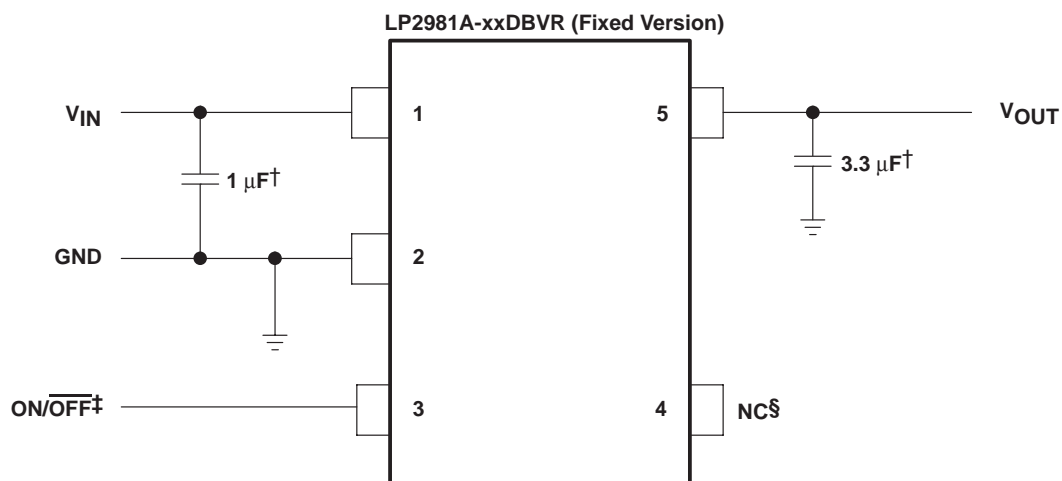 LP2981A-xxDBVR (Fixed Version)
VIN 1 5 VOUT
1 μF† 3.3 μF†
GND 2
ON/OFF‡ 3 4 NC§